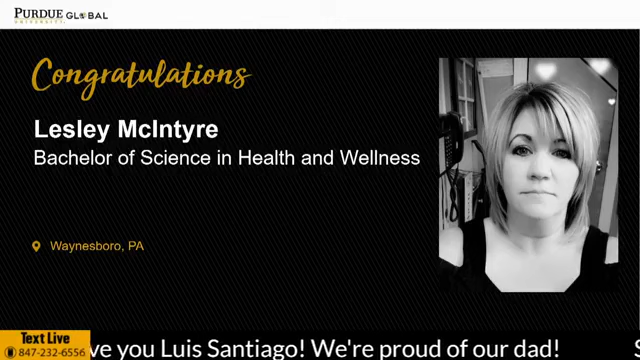 PURDUE GLOBAL
UNIVERSITY
Congratulations
Lesley McIntyre
Bachelor of Science in Health and Wellness
Waynesboro, PA
Text Live
847-232-6556
ve you Luis Santiago! We're proud of our dad!
S